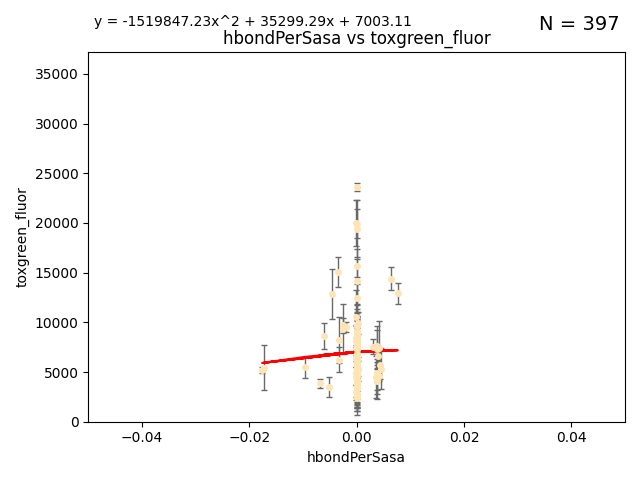 y = -1519847.23x^2 + 35299.29x + 7003.11
N = 397
hbondPerSasa vs toxgreen_fluor
35000
30000
25000
20000
15000
10000
5000
0
toxgreen_fluor
−0.04
−0.02
0.00
0.02
0.04
hbondPerSasa